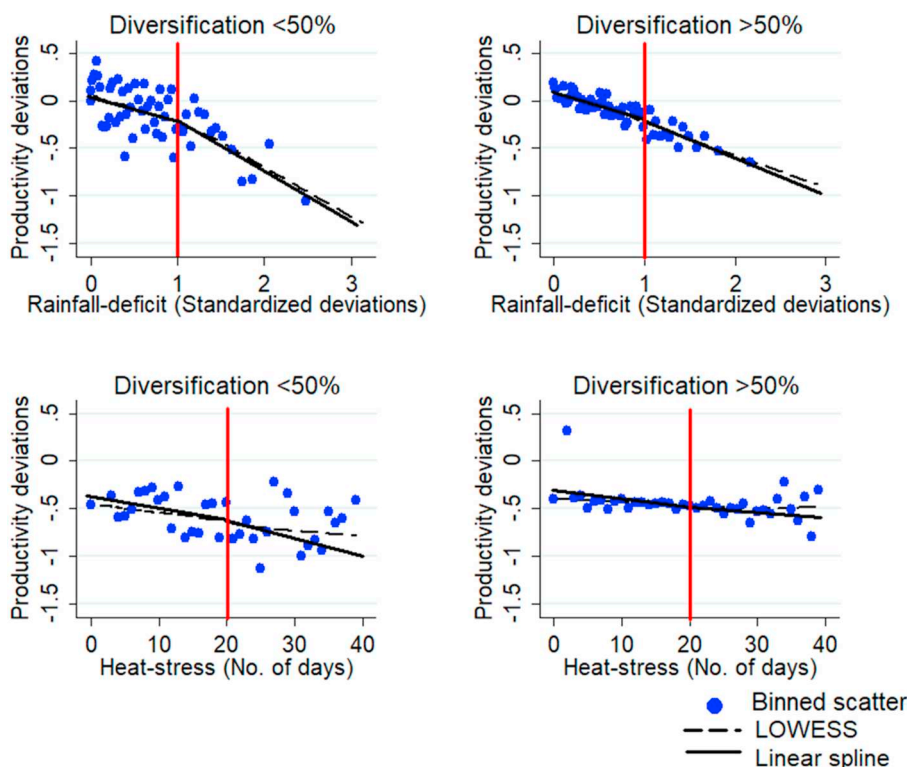 Diversification <50%
Diversification >50%
Productivity deviations
.5
0
-.5
-1
-1.5
0 1 2 3
Rainfall-deficit (Standardized deviations)
Productivity deviations
.5
0
-.5
-1
-1.5
0 1 2 3
Rainfall-deficit (Standardized deviations)
Diversification <50%
Diversification >50%
Productivity deviations
.5
0
-.5
-1
-1.5
0 10 20 30 40
Heat-stress (No. of days)
Productivity deviations
.5
0
-.5
-1
-1.5
0 10 20 30 40
Heat-stress (No. of days)
Binned scatter
LOWESS
Linear spline